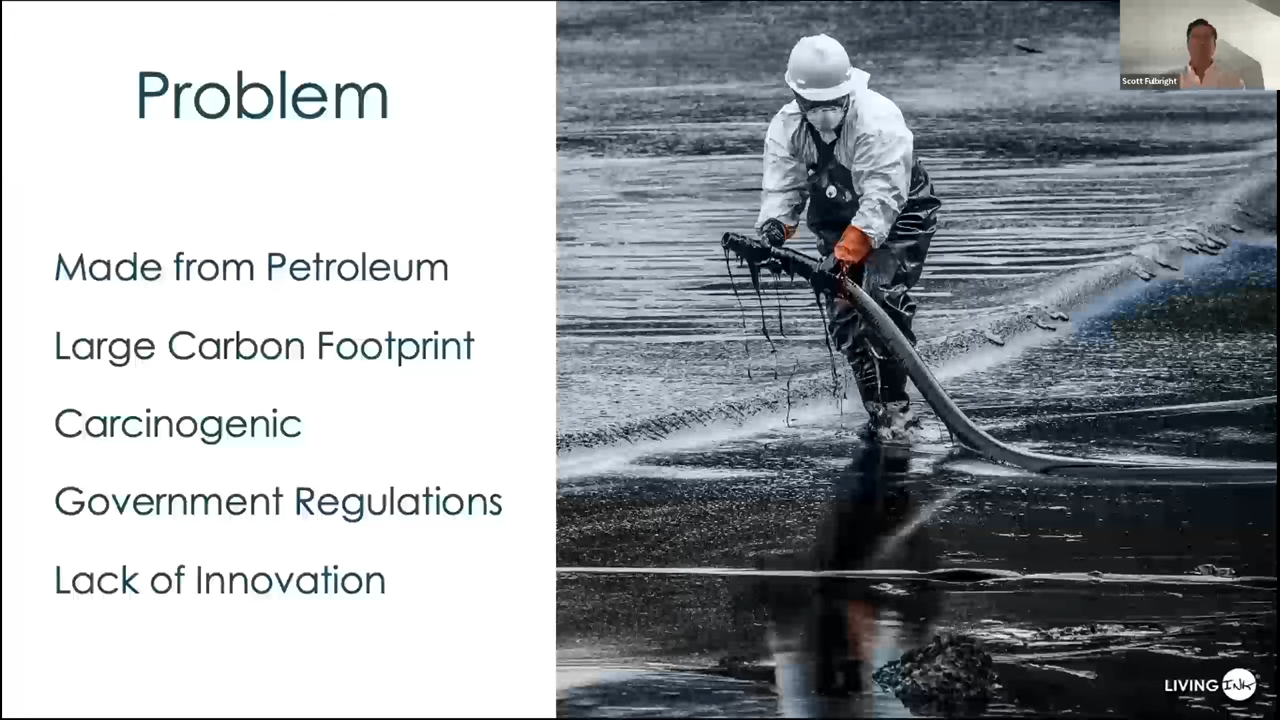 Problem
Scott Fulbright
Made from Petroleum
Large Carbon Footprint
Carcinogenic
Government Regulations
Lack of Innovation
LIVING INK